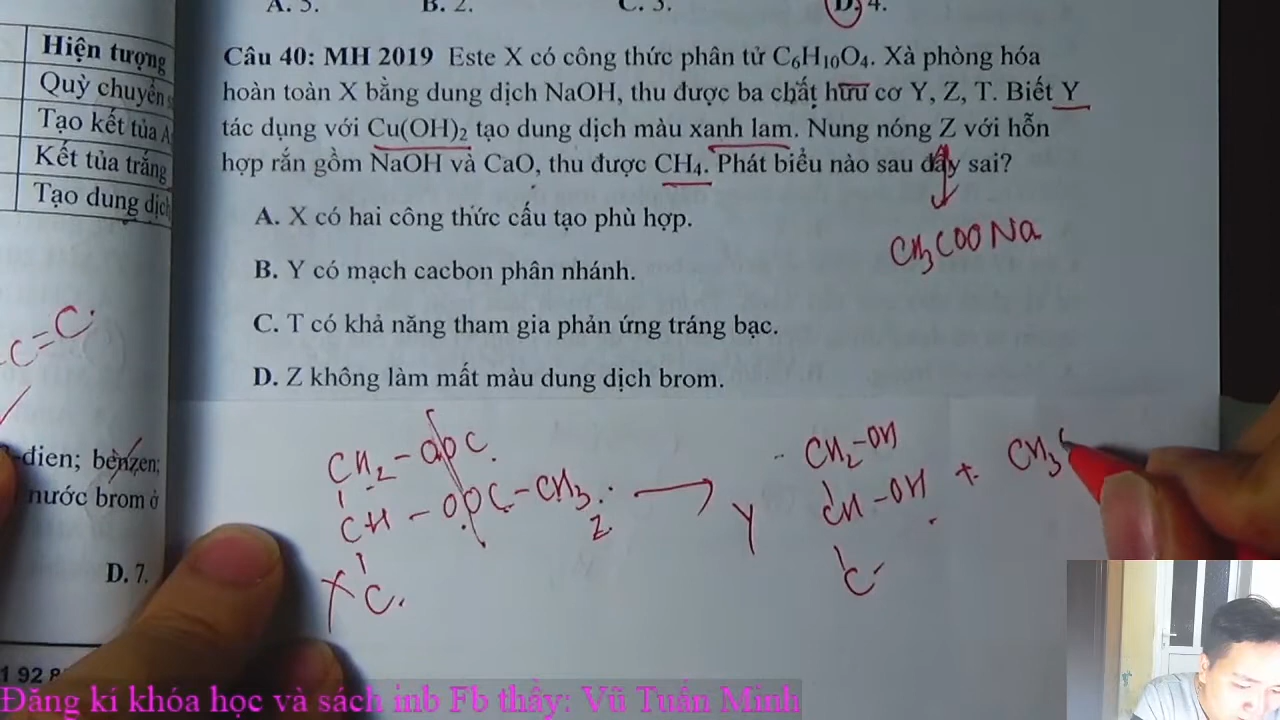 A. 5. B. 2. C. 3. D. 4.
Hiện tượng
Quỳ chuyển
Tạo kết tủa
Kết tủa trắng
Tạo dung dịch
Câu 40: MH 2019 Este X có công thức phân tử C₆H₁₀O₄. Xà phòng hóa
hoàn toàn X bằng dung dịch NaOH, thu được ba chất hữu cơ Y, Z, T. Biết Y
tác dụng với Cu(OH)₂ tạo dung dịch màu xanh lam. Nung nóng Z với hỗn
hợp rắn gồm NaOH và CaO, thu được CH₄. Phát biểu nào sau đây sai?
A. X có hai công thức cấu tạo phù hợp.
CH₃COONa
B. Y có mạch cacbon phân nhánh.
C. T có khả năng tham gia phản ứng tráng bạc.
D. Z không làm mất màu dung dịch brom.
C=C
đien; benzen;
nước brom ở
D. 7.
1 92 8
CH₂-OOC
CH-OOC-CH₃
Z
X C
CH₂-OH
Y CH-OH + CH₃
C
Đăng kí khóa học và sách inb Fb thầy: Vũ Tuấn Minh